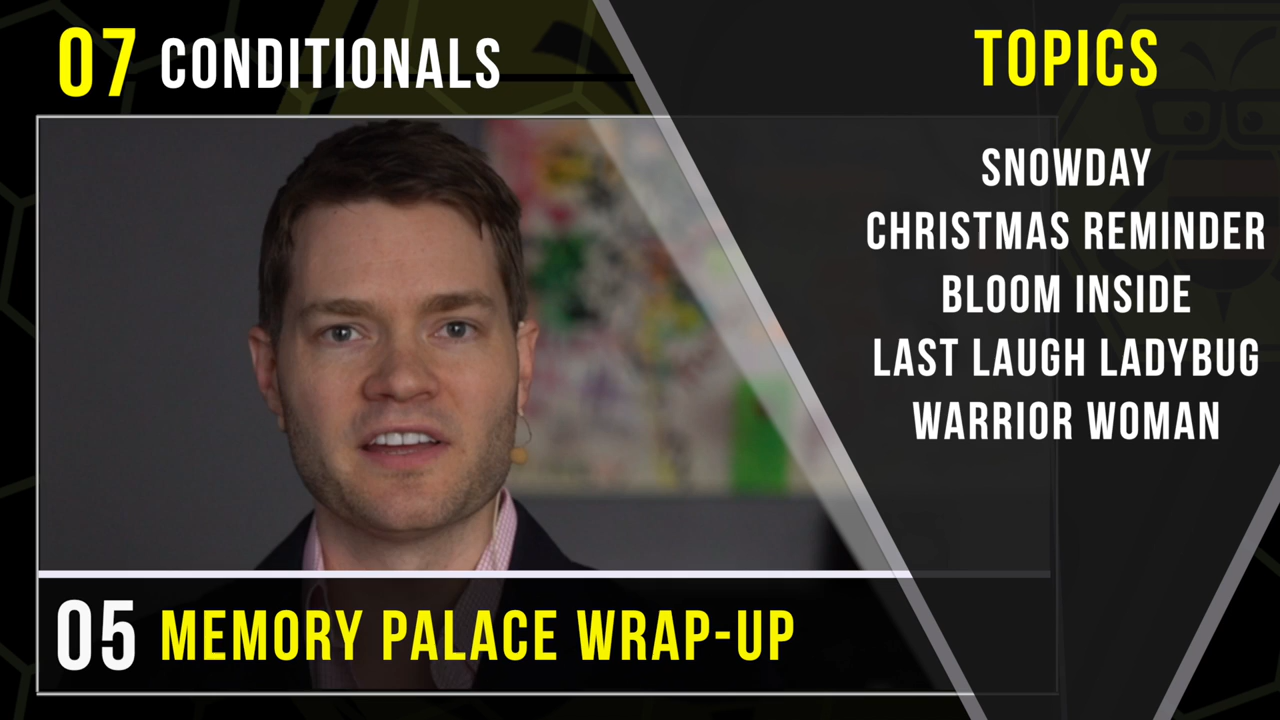 07 CONDITIONALS
TOPICS
SNOWDAY
CHRISTMAS REMINDER
BLOOM INSIDE
LAST LAUGH LADYBUG
WARRIOR WOMAN
05 MEMORY PALACE WRAP-UP